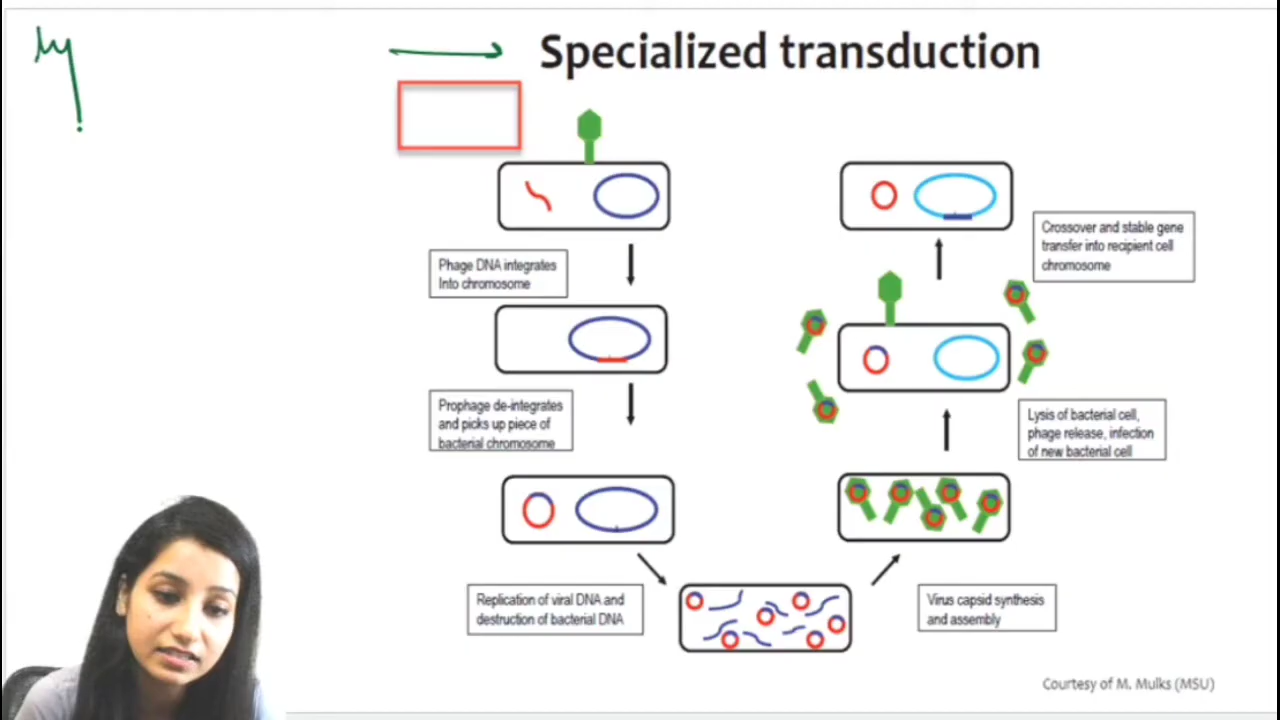 Specialized transduction
Phage DNA integrates
Into chromosome
Prophage de-integrates
and picks up piece of
bacterial chromosome
Replication of viral DNA and
destruction of bacterial DNA
Virus capsid synthesis
and assembly
Lysis of bacterial cell,
phage release, infection
of new bacterial cell
Crossover and stable gene
transfer into recipient cell
chromosome
Courtesy of M. Mulks (MSU)